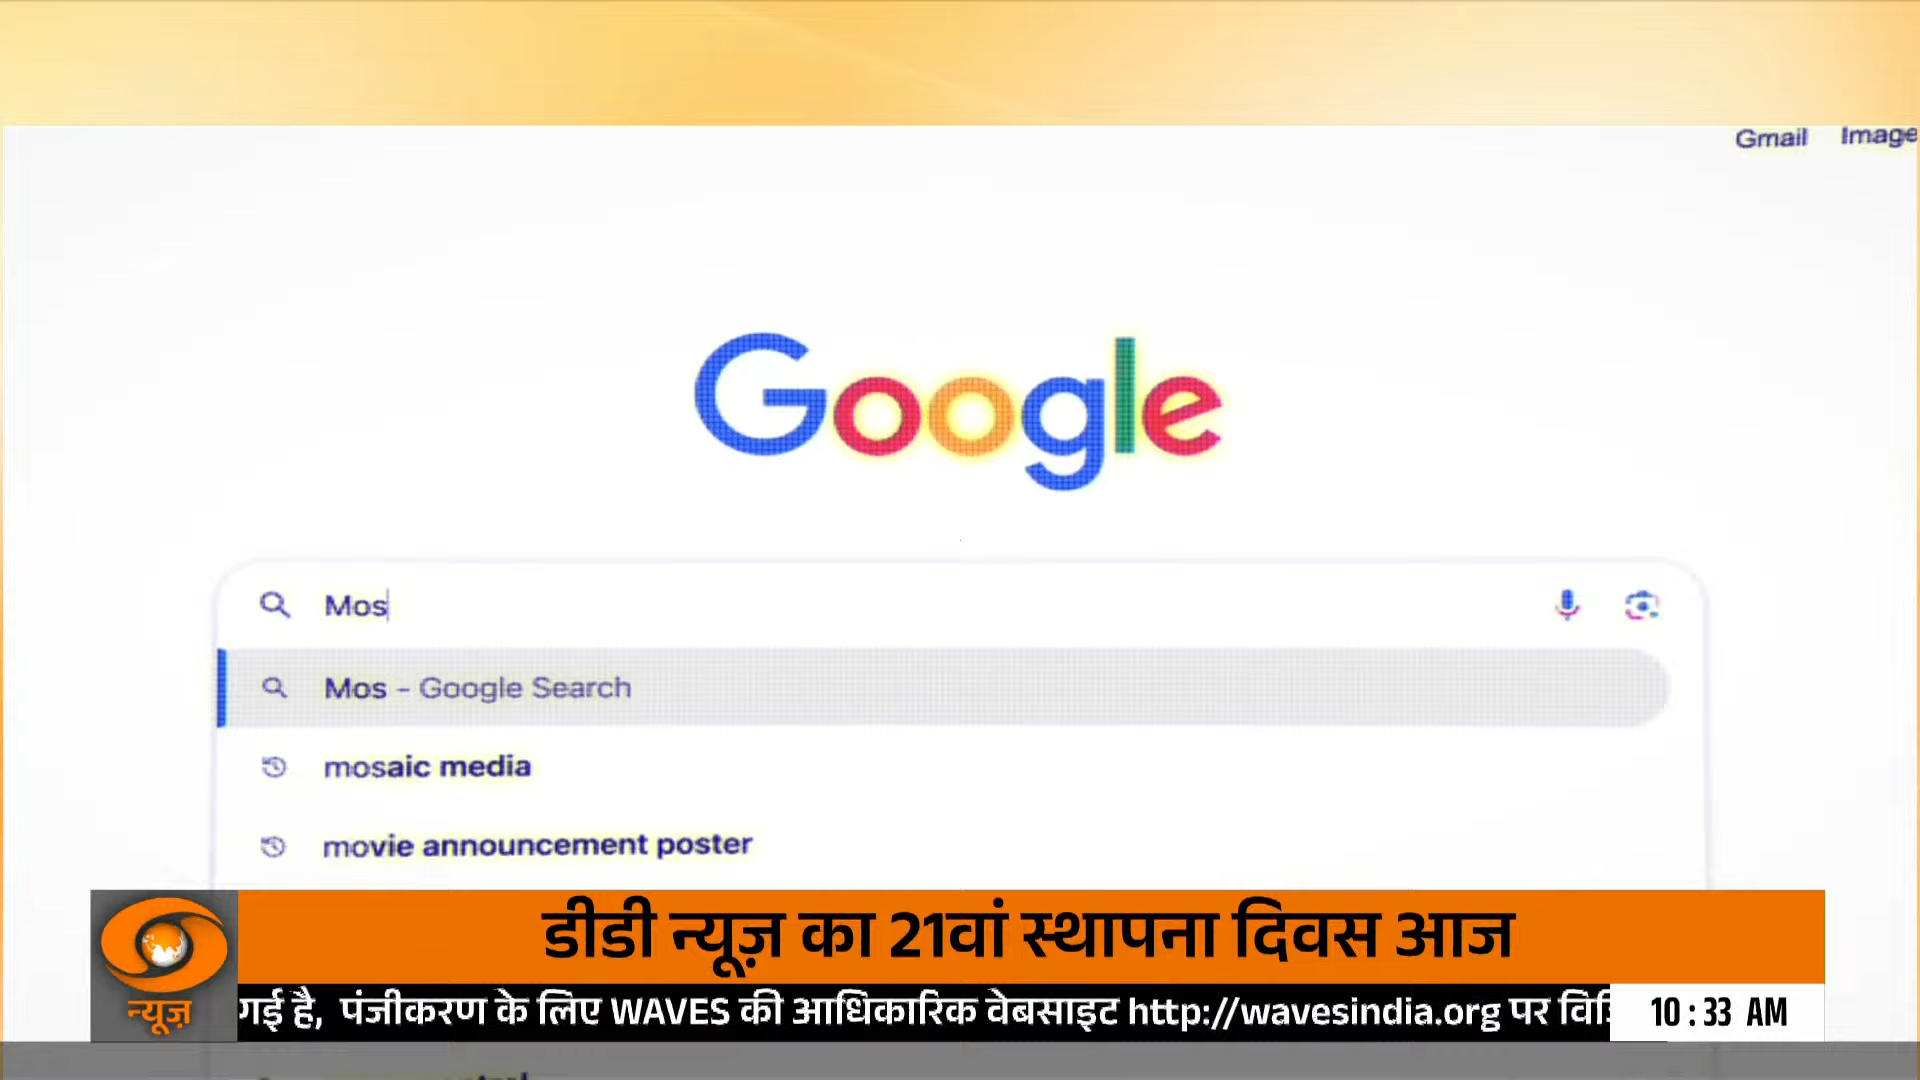 Gmail Image
Google
Mos
Mos - Google Search
mosaic media
movie announcement poster
डीडी न्यूज़ का 21वां स्थापना दिवस आज
न्यूज़
गई है, पंजीकरण के लिए WAVES की आधिकारिक वेबसाइट http://wavesindia.org पर
10:33 AM